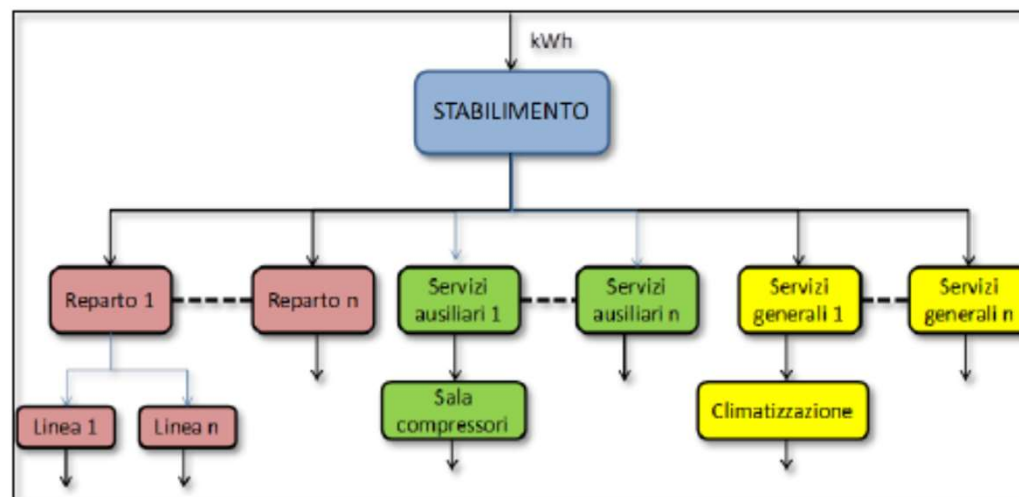 kWh
STABILIMENTO
Reparto 1
Reparto n
Servizi
ausiliari 1
Servizi
ausiliari n
Servizi
generali 1
Servizi
generali n
Linea 1
Linea n
Sala
compressori
Climatizzazione